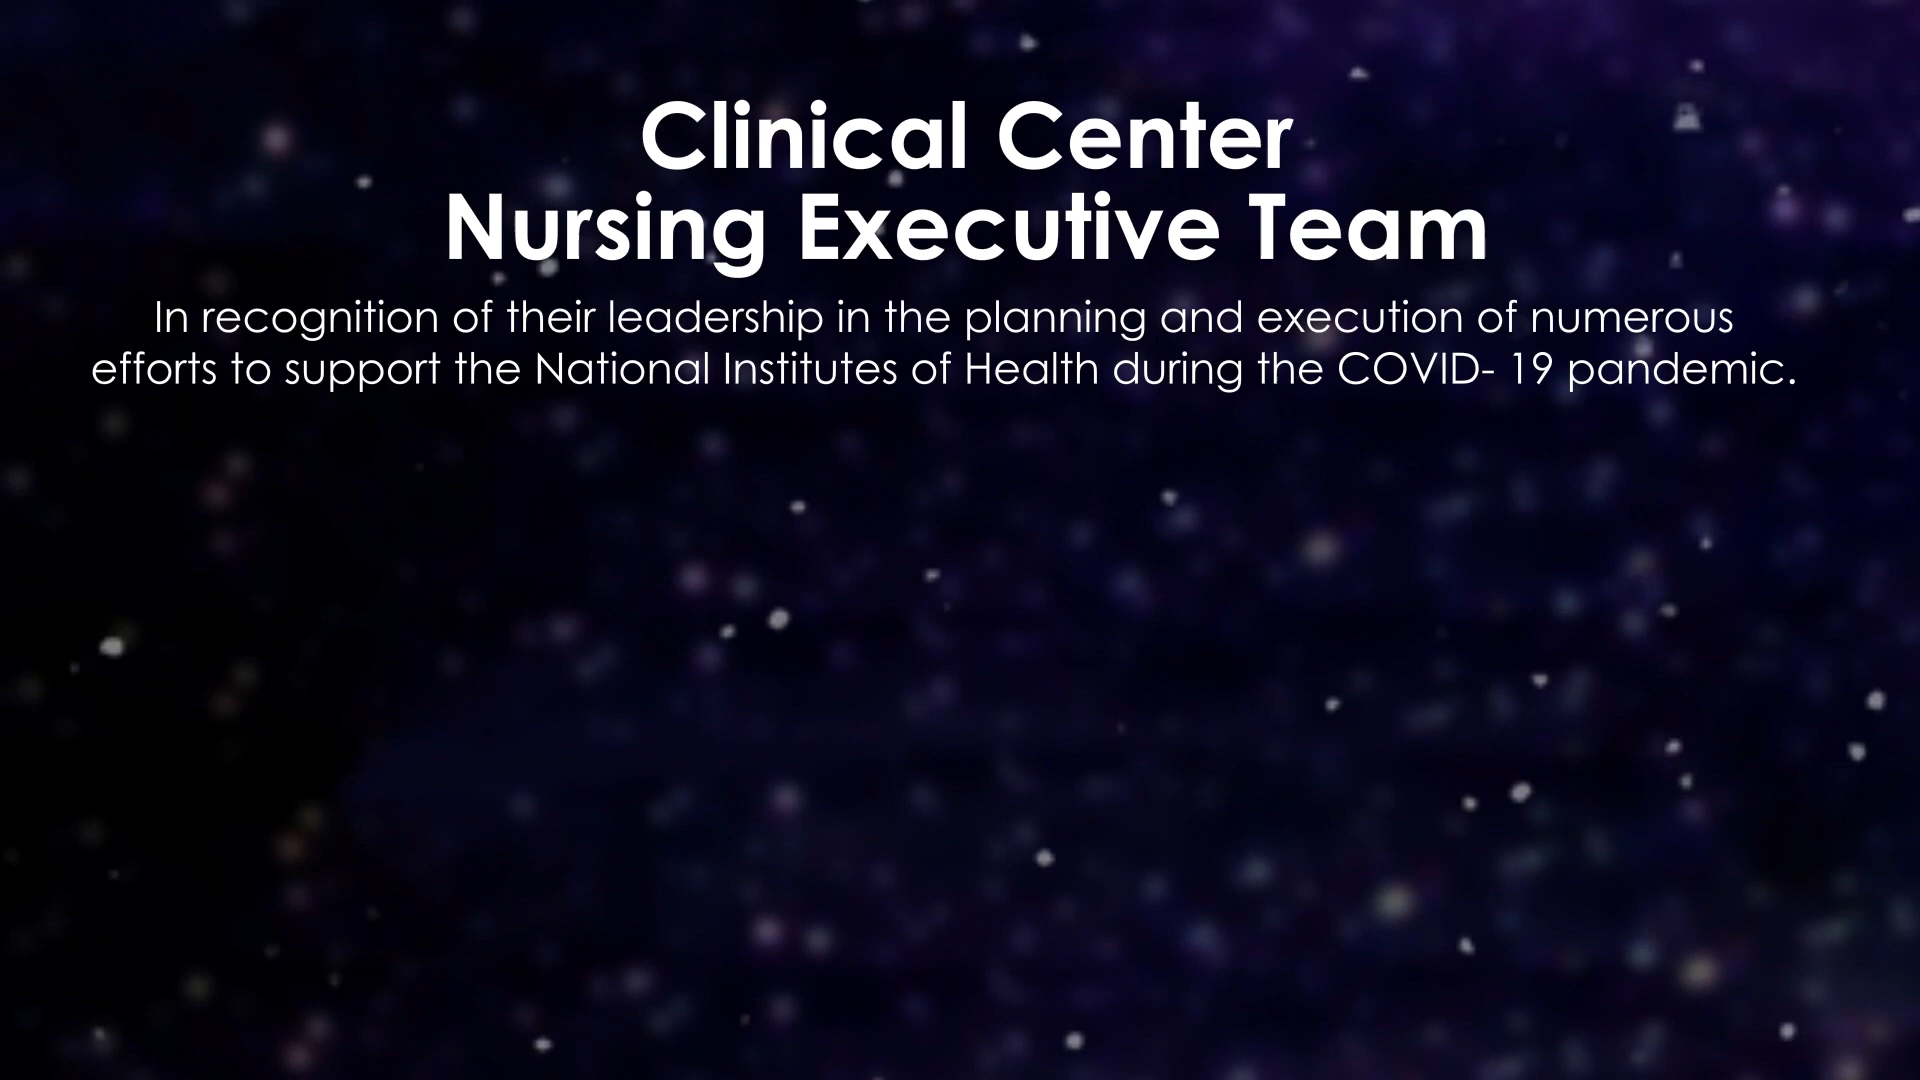 Clinical Center
Nursing Executive Team
In recognition of their leadership in the planning and execution of numerous
efforts to support the National Institutes of Health during the COVID- 19 pandemic.